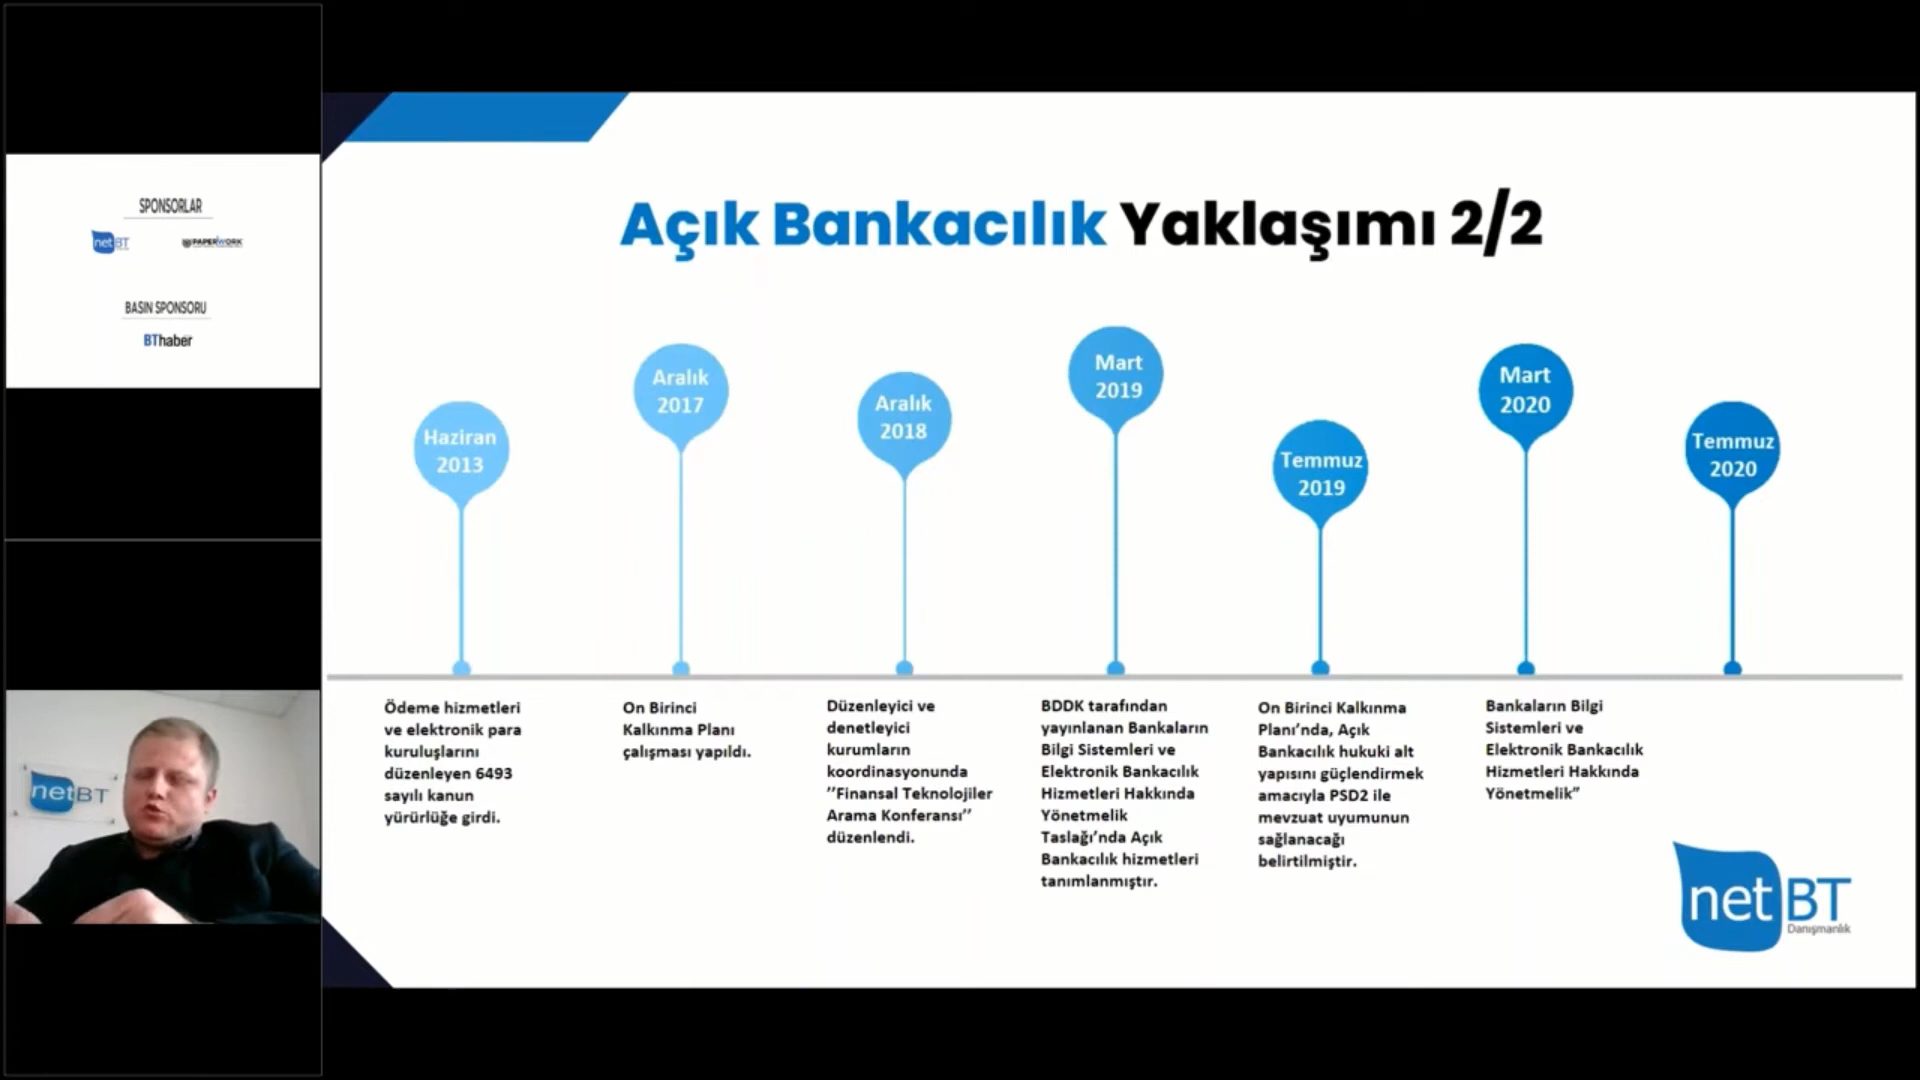 SPONSORLAR
netBT
PAPERWORK
BASIN SPONSORU
BThaber
netBT
Açık Bankacılık Yaklaşımı 2/2
Haziran
2013
Aralık
2017
Aralık
2018
Mart
2019
Temmuz
2019
Mart
2020
Temmuz
2020
Ödeme hizmetleri
ve elektronik para
kuruluşlarını
düzenleyen 6493
sayılı kanun
yürürlüğe girdi.
On Birinci
Kalkınma Planı
çalışması yapıldı.
Düzenleyici ve
denetleyici
kurumların
koordinasyonunda
’’Finansal Teknolojiler
Arama Konferansı’’
düzenlendi.
BDDK tarafından
yayınlanan Bankaların
Bilgi Sistemleri ve
Elektronik Bankacılık
Hizmetleri Hakkında
Yönetmelik
Taslağı’nda Açık
Bankacılık hizmetleri
tanımlanmıştır.
On Birinci Kalkınma
Planı’nda, Açık
Bankacılık hukuki alt
yapısını güçlendirmek
amacıyla PSD2 ile
mevzuat uyumunun
sağlanacağı
belirtilmiştir.
Bankaların Bilgi
Sistemleri ve
Elektronik Bankacılık
Hizmetleri Hakkında
Yönetmelik”
netBT
Danışmanlık